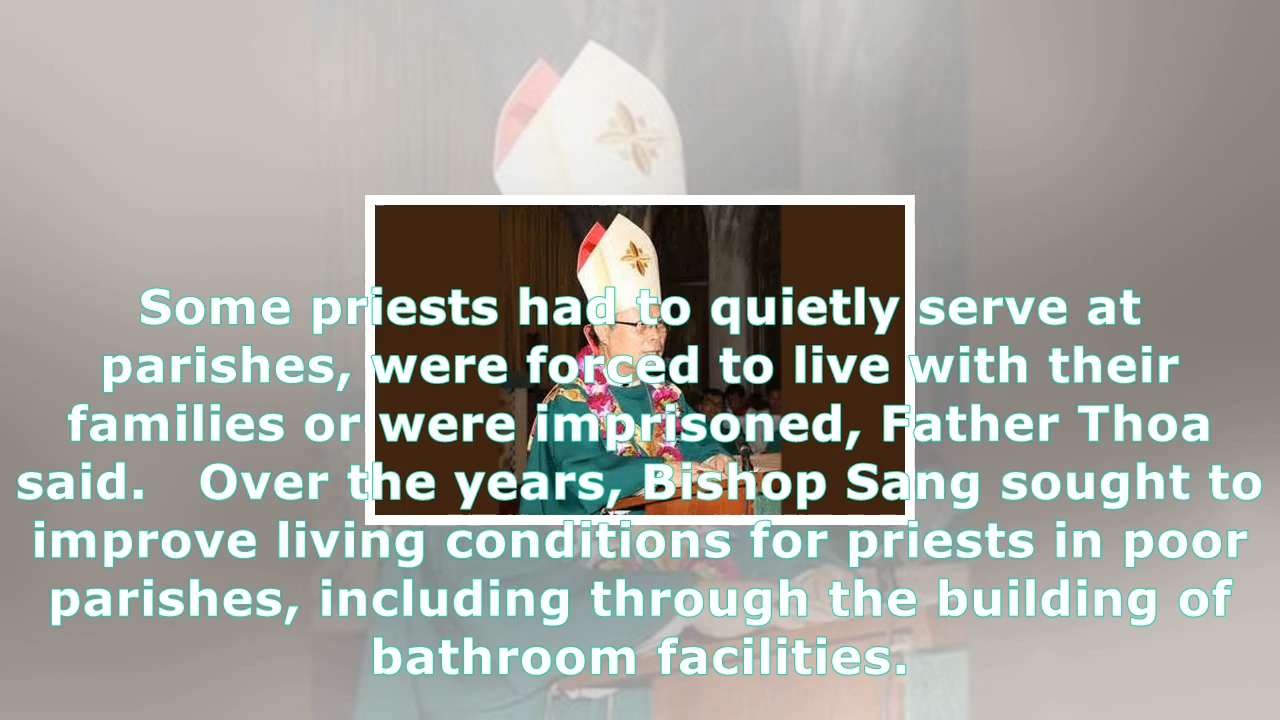 Some priests had to quietly serve at
parishes, were forced to live with their
families or were imprisoned, Father Thoa
said.   Over the years, Bishop Sang sought to
improve living conditions for priests in poor
parishes, including through the building of
bathroom facilities.